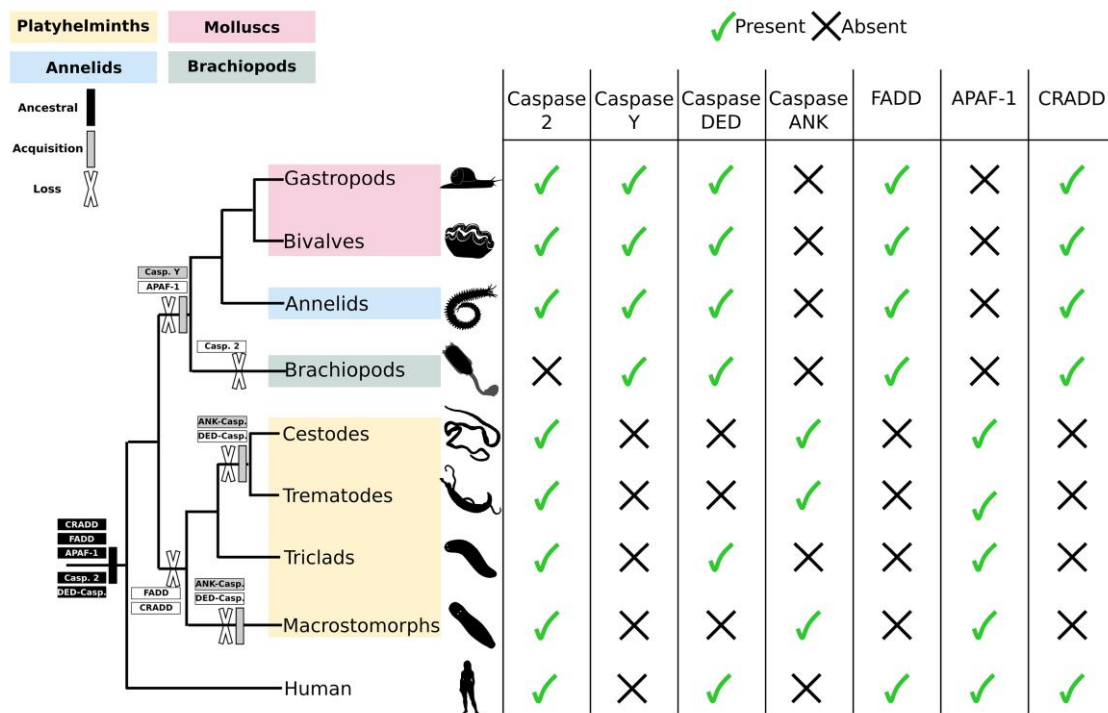 Platyhelminths
Molluscs
Annelids
Brachiopods
Ancestral
Acquisition
Loss
Present
Absent
Caspase 2
Caspase Y
Caspase DED
Caspase ANK
FADD
APAF-1
CRADD
Gastropods
Bivalves
Casp. Y
APAF-1
Annelids
Casp. 2
Brachiopods
ANK-Casp.
DED-Casp.
Cestodes
Trematodes
CRADD
FADD
APAF-1
Casp. 2
DED-Casp.
Triclads
FADD
CRADD
ANK-Casp.
DED-Casp.
Macrostomorphs
Human